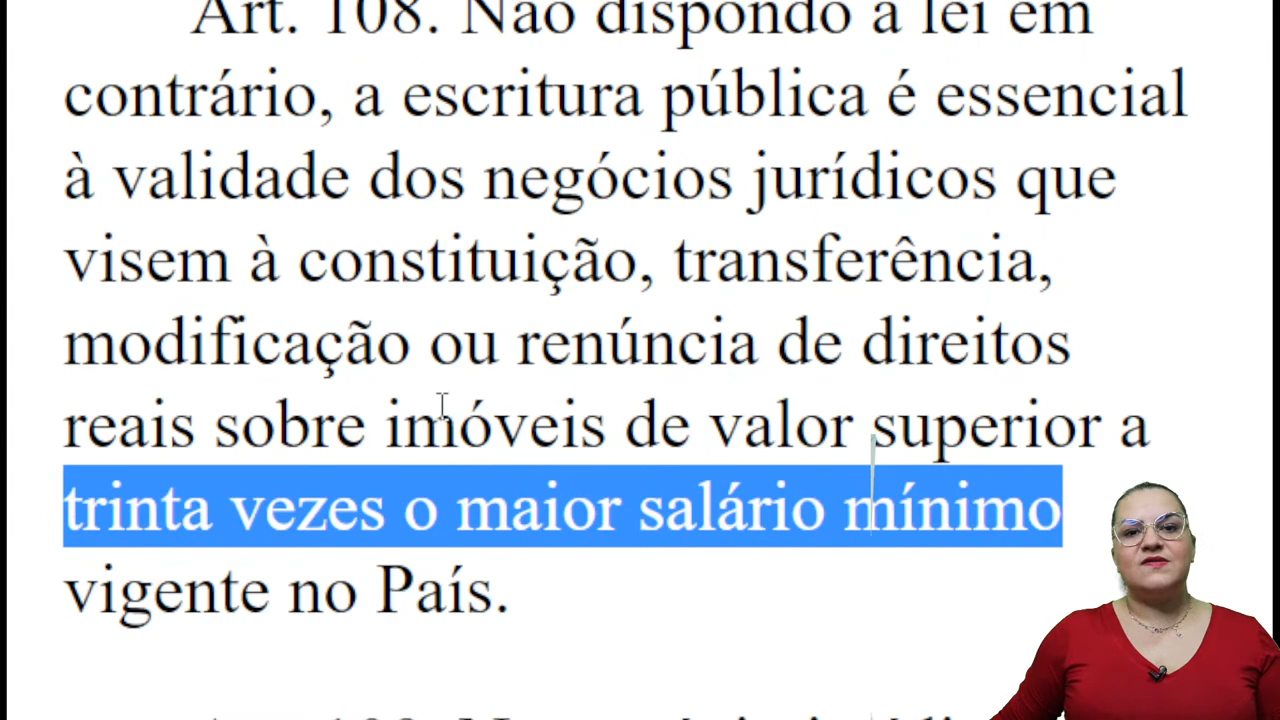 Art. 108. Não dispondo a lei em
contrário, a escritura pública é essencial
à validade dos negócios jurídicos que
visem à constituição, transferência,
modificação ou renúncia de direitos
reais sobre imóveis de valor superior a
trinta vezes o maior salário mínimo
vigente no País.